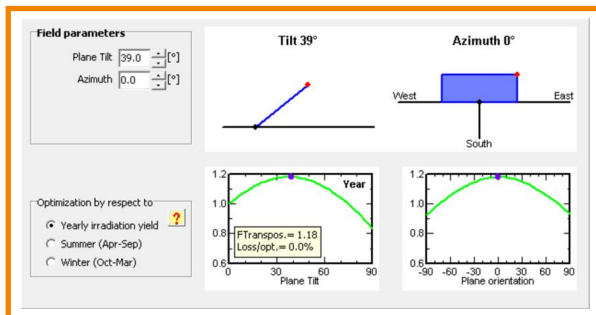 Field parameters
Plane Tilt 39.0 [°]
Azimuth 0.0 [°]
Tilt 39°
Azimuth 0°
West
East
South
Optimization by respect to
?
Yearly irradiation yield
Summer (Apr-Sep)
Winter (Oct-Mar)
1.2
1.0
0.8
0.6
Year
FTranspos.= 1.18
Loss/opt.= 0.0%
0 30 60 90
Plane Tilt
1.2
1.0
0.8
0.6
-90 -60 -30 0 30 60 90
Plane orientation